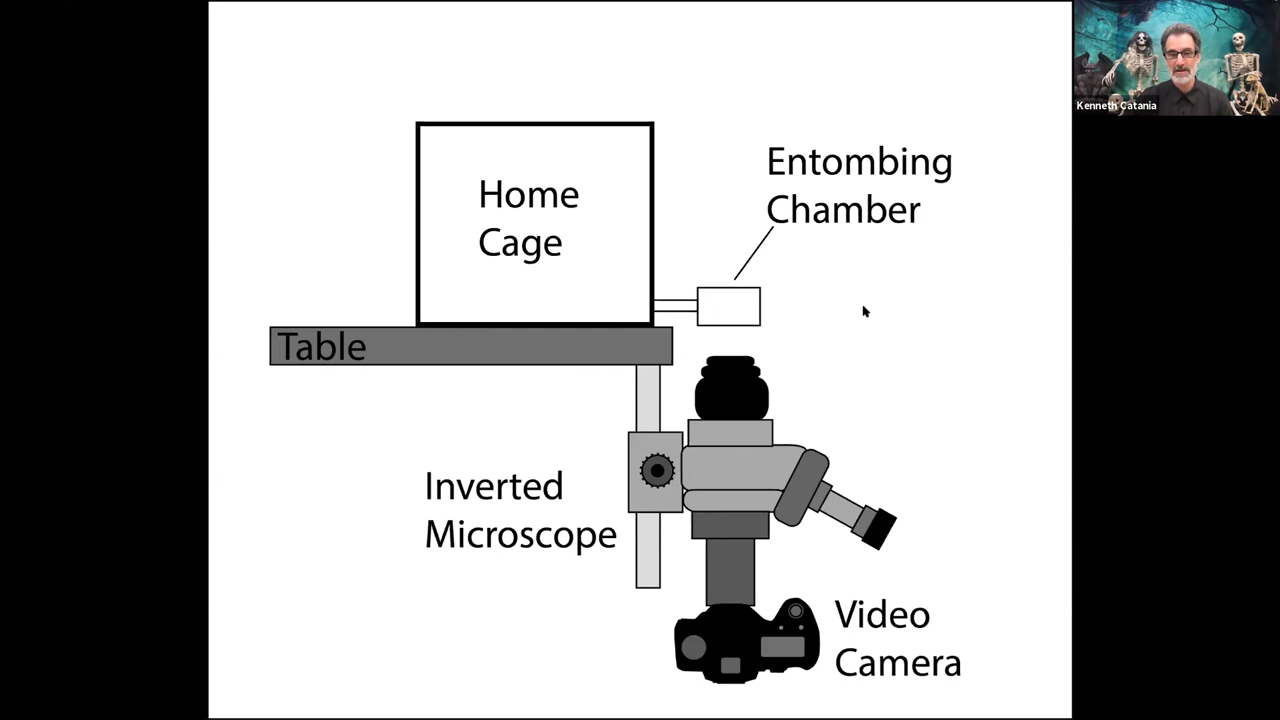 Kenneth Catania
Home
Cage
Entombing
Chamber
Table
Inverted
Microscope
Video
Camera